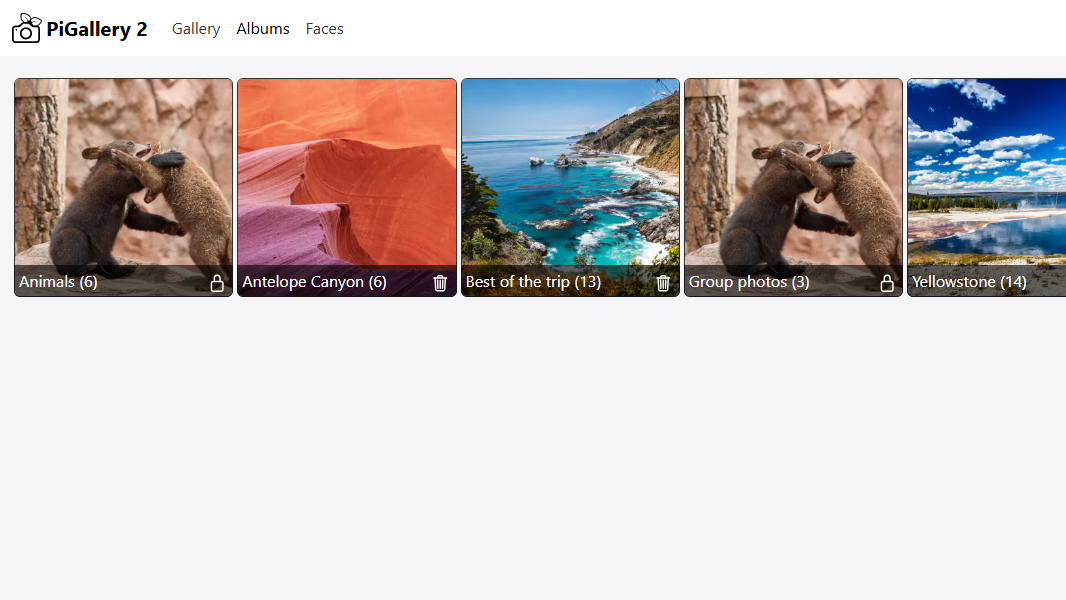 PiGallery 2
Gallery
Albums
Faces
Animals (6)
Antelope Canyon (6)
Best of the trip (13)
Group photos (3)
Yellowstone (14)